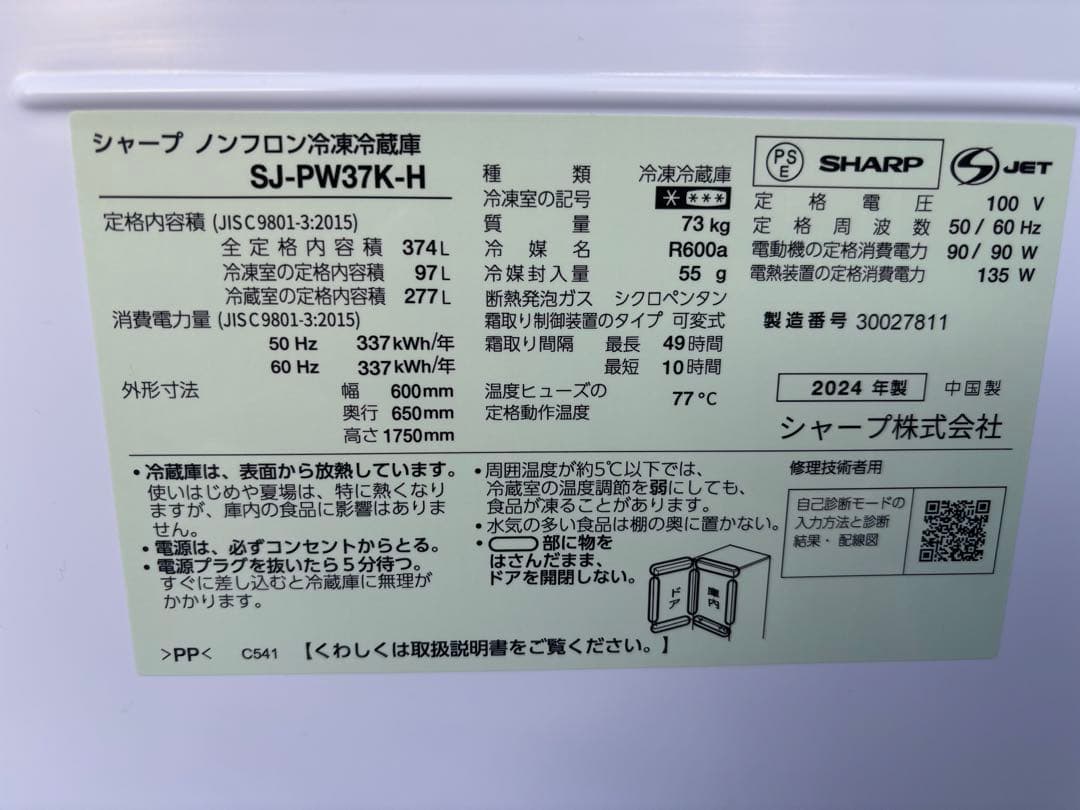 シャープ ノンフロン冷凍冷蔵庫
SJ-PW37K-H
定格内容積 (JIS C 9801-3:2015)
全定格内容積 374L
冷凍室の定格内容積 97L
冷蔵室の定格内容積 277L
消費電力量 (JIS C 9801-3:2015)
50 Hz 337kWh/年
60 Hz 337kWh/年
外形寸法 幅 600mm
奥行 650mm
高さ 1750mm
種類 冷凍冷蔵庫
冷凍室の記号 * ***
質量 73 kg
冷媒名 R600a
冷媒封入量 55 g
断熱発泡ガス シクロペンタン
霜取り制御装置のタイプ 可変式
霜取り間隔 最長 49時間
最短 10時間
温度ヒューズの
定格動作温度 77℃
PS
E
SHARP
S JET
定格電圧 100 V
定格周波数 50 / 60 Hz
電動機の定格消費電力 90 / 90 W
電熱装置の定格消費電力 135 W
製造番号 30027811
2024 年製 中国製
シャープ株式会社
・冷蔵庫は、表面から放熱しています。
使いはじめや夏場は、特に熱くなり
ますが、庫内の食品に影響はありま
せん。
・電源は、必ずコンセントからとる。
・電源プラグを抜いたら5分待つ。
すぐに差し込むと冷蔵庫に無理が
かかります。
・周囲温度が約5℃以下では、
冷蔵室の温度調節を弱にしても、
食品が凍ることがあります。
・水気の多い食品は棚の奥に置かない。
・部に物を
はさんだまま、
ドアを開閉しない。
ドア
庫内
修理技術者用
自己診断モードの
入力方法と診断
結果・配線図
>PP< C541 【くわしくは取扱説明書をご覧ください。】